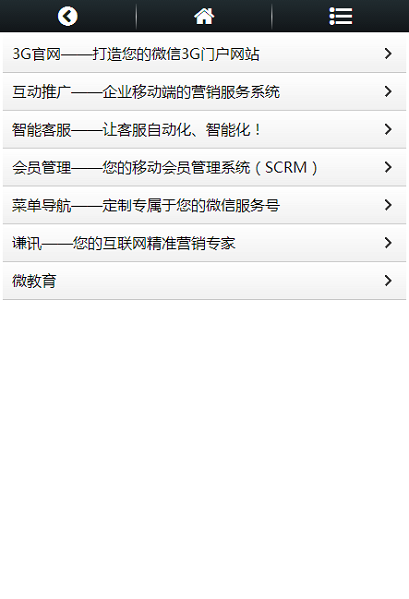 3G官网——打造您的微信3G门户网站
互动推广——企业移动端的营销服务系统
智能客服——让客服自动化、智能化！
会员管理——您的移动会员管理系统（SCRM）
菜单导航——定制专属于您的微信服务号
谦讯——您的互联网精准营销专家
微教育